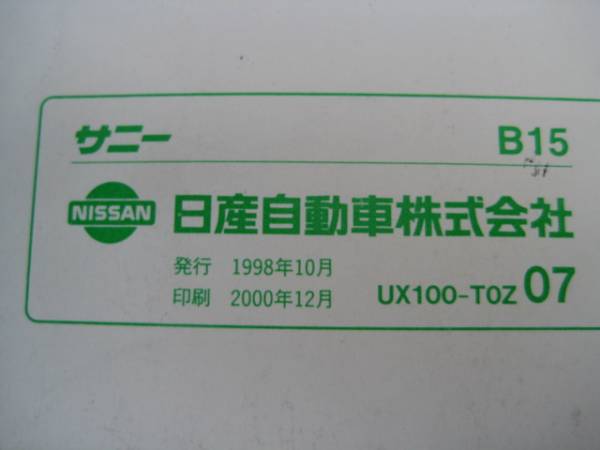 サニー B15
NISSAN 日産自動車株式会社
発行 1998年10月
印刷 2000年12月 UX100-T0Z 07